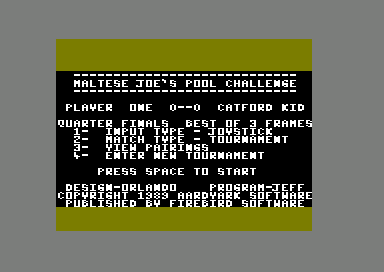 MALTESE JOE'S POOL CHALLENGE
PLAYER ONE 0--0 CATFORD KID
QUARTER FINALS BEST OF 3 FRAMES
1- INPUT TYPE - JOYSTICK
2- MATCH TYPE - TOURNAMENT
3- VIEW PAIRINGS
4- ENTER NEW TOURNAMENT
PRESS SPACE TO START
DESIGN-ORLANDO PROGRAM-JEFF
COPYRIGHT 1989 AARDVARK SOFTWARE
PUBLISHED BY FIREBIRD SOFTWARE